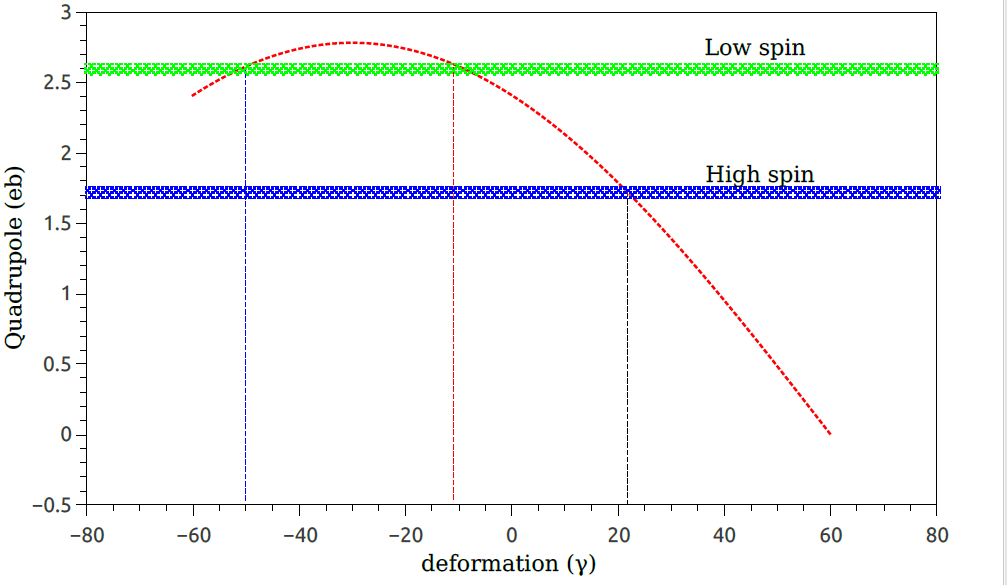 3
2.5
2
1.5
1
0.5
0
−0.5
Quadrupole (eb)
Low spin
High spin
−80 −60 −40 −20 0 20 40 60 80
deformation (γ)